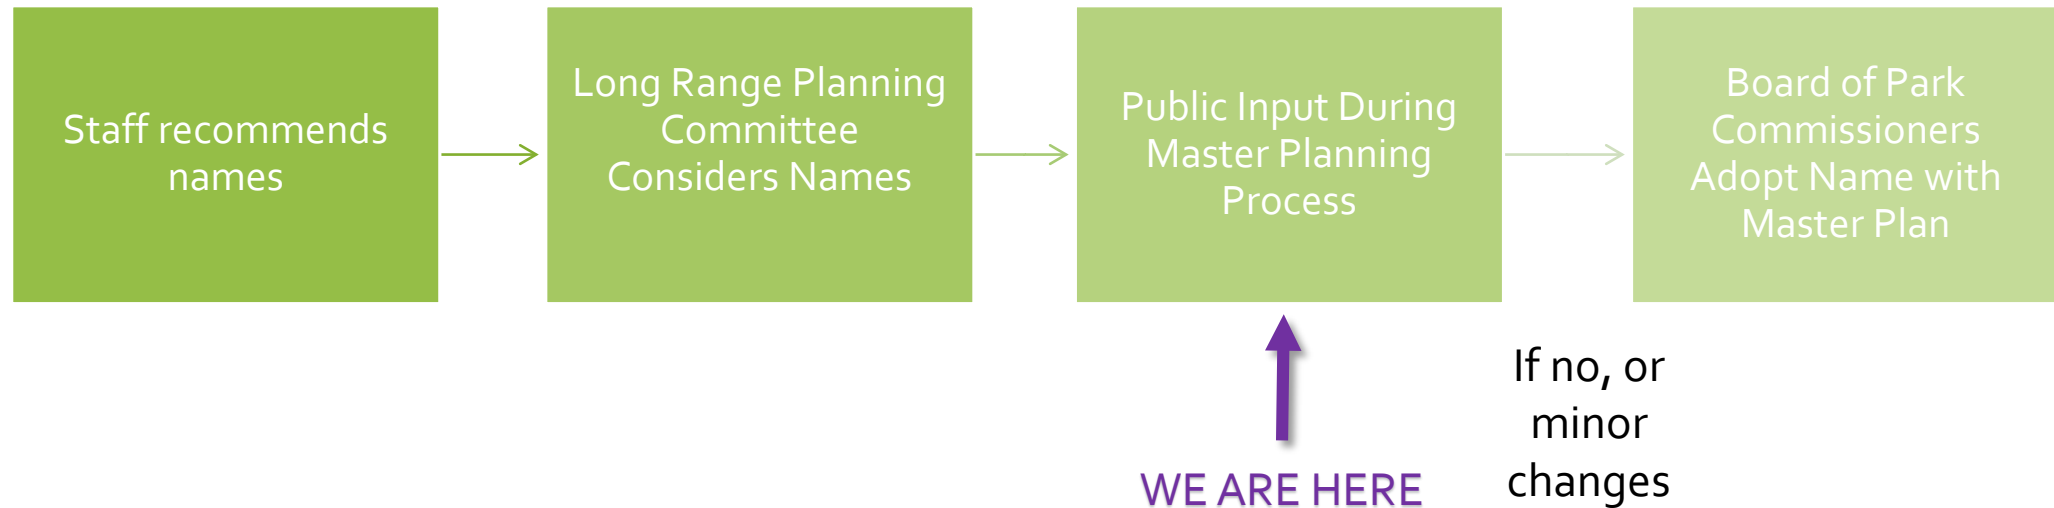 Staff recommends
names
Long Range Planning
Committee
Considers Names
Public Input During
Master Planning
Process
Board of Park
Commissioners
Adopt Name with
Master Plan
WE ARE HERE
If no, or
minor
changes